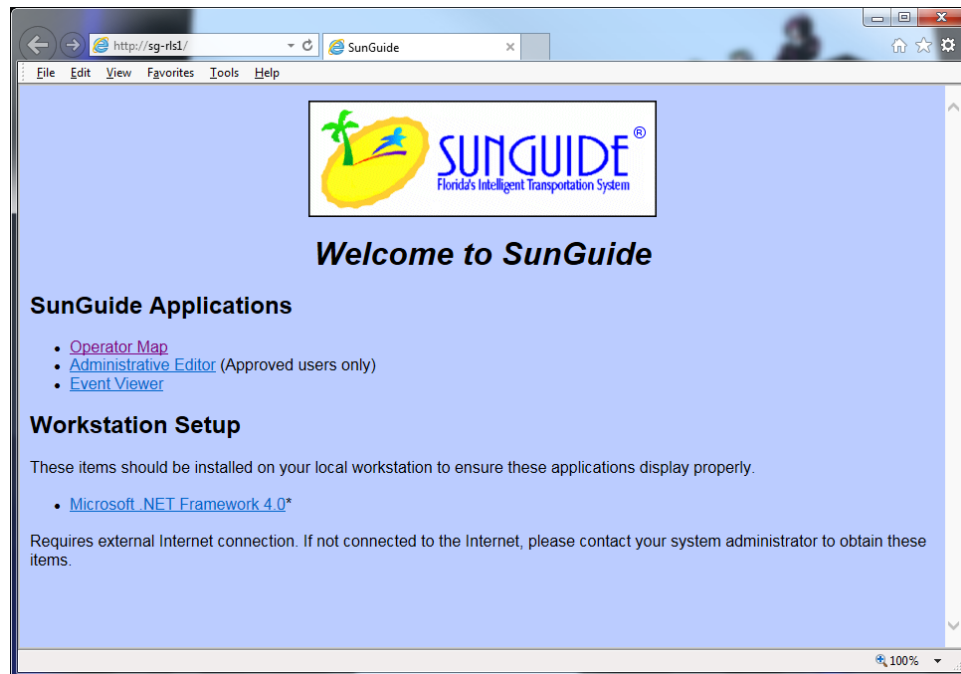 http://sg-rls1/
SunGuide
File Edit View Favorites Tools Help
SUNGUIDE®
Florida's Intelligent Transportation System
Welcome to SunGuide
SunGuide Applications
• Operator Map
• Administrative Editor (Approved users only)
• Event Viewer
Workstation Setup
These items should be installed on your local workstation to ensure these applications display properly.
• Microsoft .NET Framework 4.0*
Requires external Internet connection. If not connected to the Internet, please contact your system administrator to obtain these
items.
100%